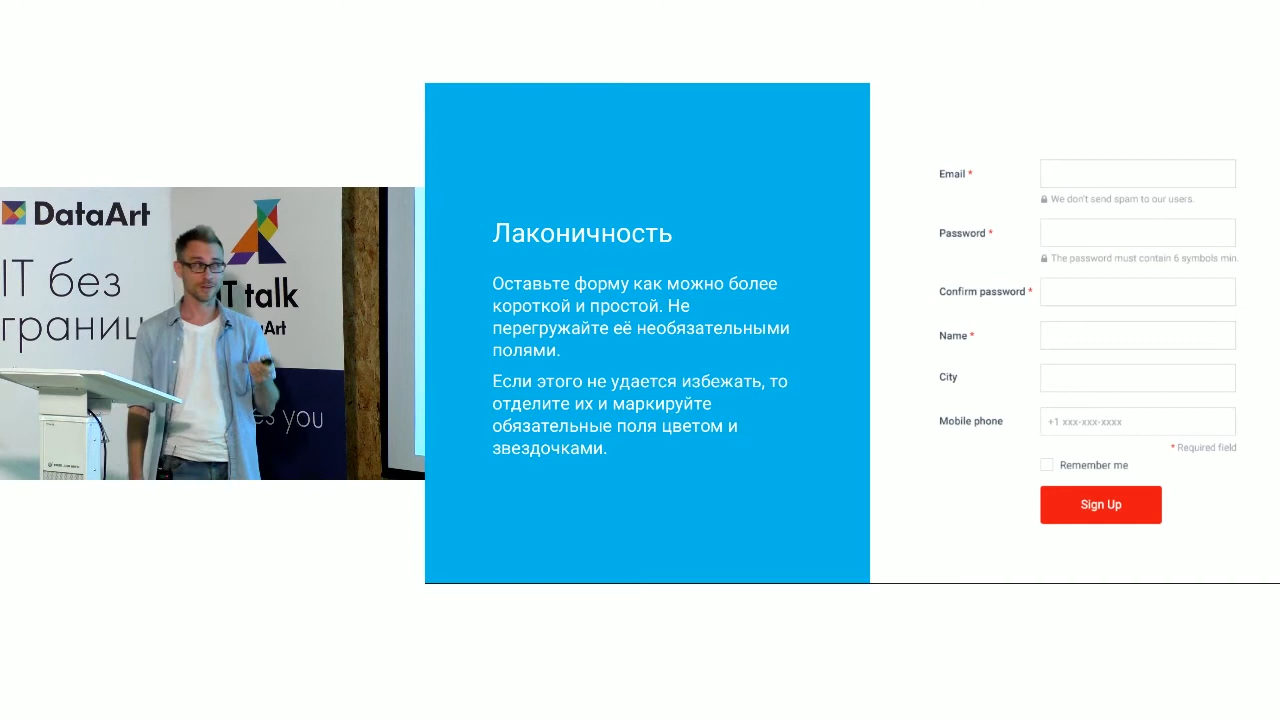 DataArt
IT без
границ
IT talk
Лаконичность
Оставьте форму как можно более
короткой и простой. Не
перегружайте её необязательными
полями.
Если этого не удается избежать, то
отделите их и маркируйте
обязательные поля цветом и
звездочками.
Email *
We don't send spam to our users.
Password *
The password must contain 6 symbols min.
Confirm password *
Name *
City
Mobile phone
+1 xxx-xxx-xxxx
* Required field
Remember me
Sign Up
you